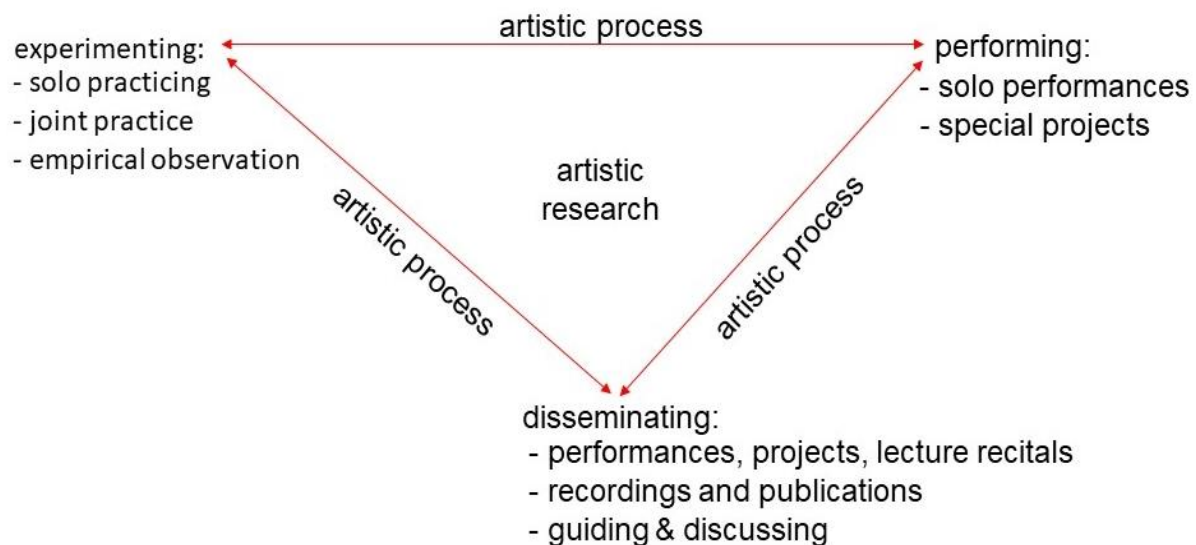 artistic process
experimenting:
- solo practicing
- joint practice
- empirical observation
performing:
- solo performances
- special projects
artistic
research
artistic process
artistic process
disseminating:
- performances, projects, lecture recitals
- recordings and publications
- guiding & discussing